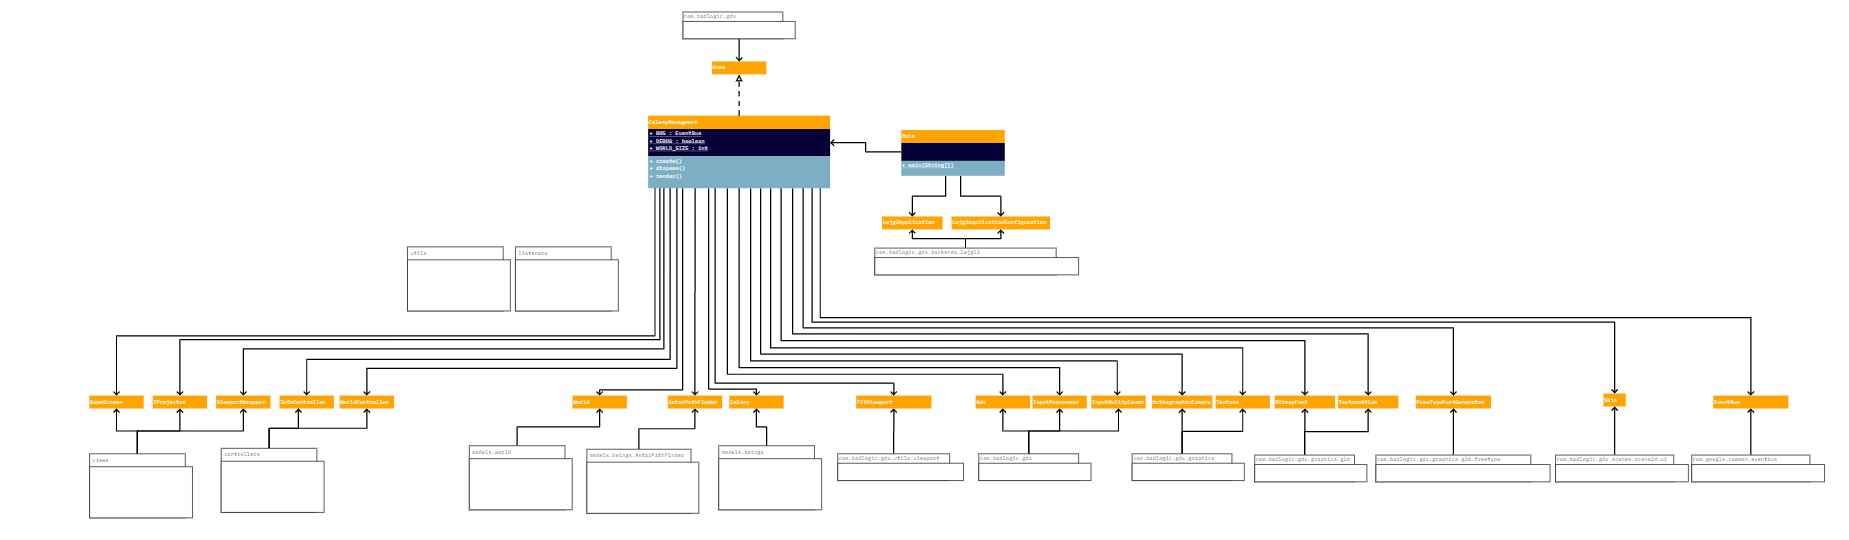 com.badlogic.gdx
Game
ColonyManagment
+ BUS : EventBus
+ DEBUG : boolean
+ WORLD_SIZE : int
+ create()
+ dispose()
+ render()
Main
+ main(String[])
Lwjgl3Application
Lwjgl3ApplicationConfiguration
com.badlogic.gdx.backends.lwjgl3
utils
listeners
GameScreen
IProjector
ViewportWrapper
InfoController
WorldController
World
AstarPathFinder
Colony
FitViewport
Gdx
InputProcessor
InputMultiplexer
OrthographicCamera
Texture
BitmapFont
TextureAtlas
FreeTypeFontGenerator
Skin
EventBus
views
controllers
models.world
models.beings.AstarPathFinder
models.beings
com.badlogic.gdx.utils.viewport
com.badlogic.gdx
com.badlogic.gdx.graphics
com.badlogic.gdx.graphics.g2d
com.badlogic.gdx.graphics.g2d.freetype
com.badlogic.gdx.scenes.scene2d.ui
com.google.common.eventbus